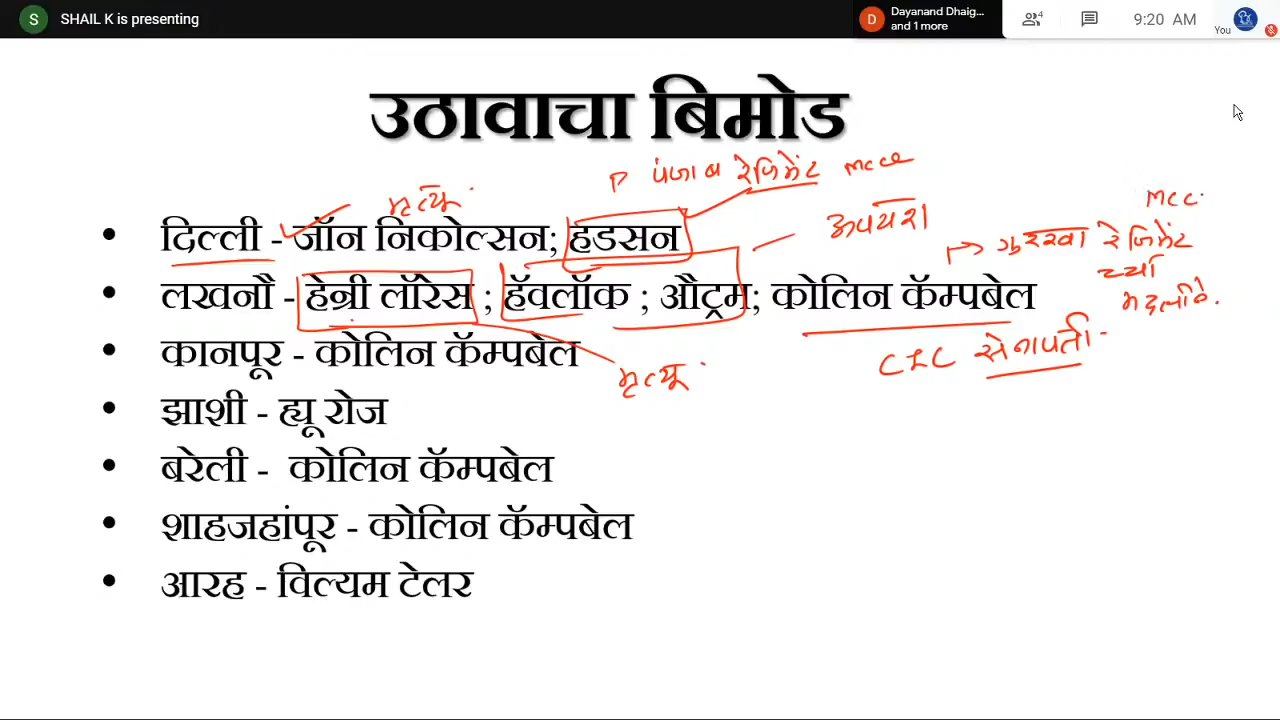 S SHAIL K is presenting
D Dayanand Dhaig...
and 1 more
4
9:20 AM
You
उठावाचा बिमोड
पंजाब रेजिमेंट
मृत्यू
• दिल्ली - जॉन निकोल्सन; हडसन
अपयश
MCC
गुरखा रेजिमेंट
च्या
मदतीने.
• लखनौ - हेन्री लॉरेस ; हॅवलॉक ; औट्रम; कोलिन कॅम्पबेल
सेनापती
• कानपूर - कोलिन कॅम्पबेल
मृत्यू
• झाशी - ह्यू रोज
• बरेली - कोलिन कॅम्पबेल
• शाहजहांपूर - कोलिन कॅम्पबेल
• आरह - विल्यम टेलर